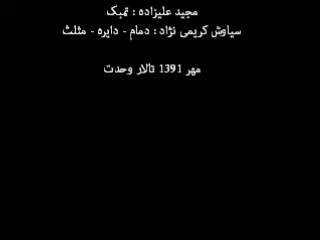 مجید علیزاده : تمبک
سیاوش کریمی نژاد : دمام - دایره - مثلث
مهر 1391 تالار وحدت